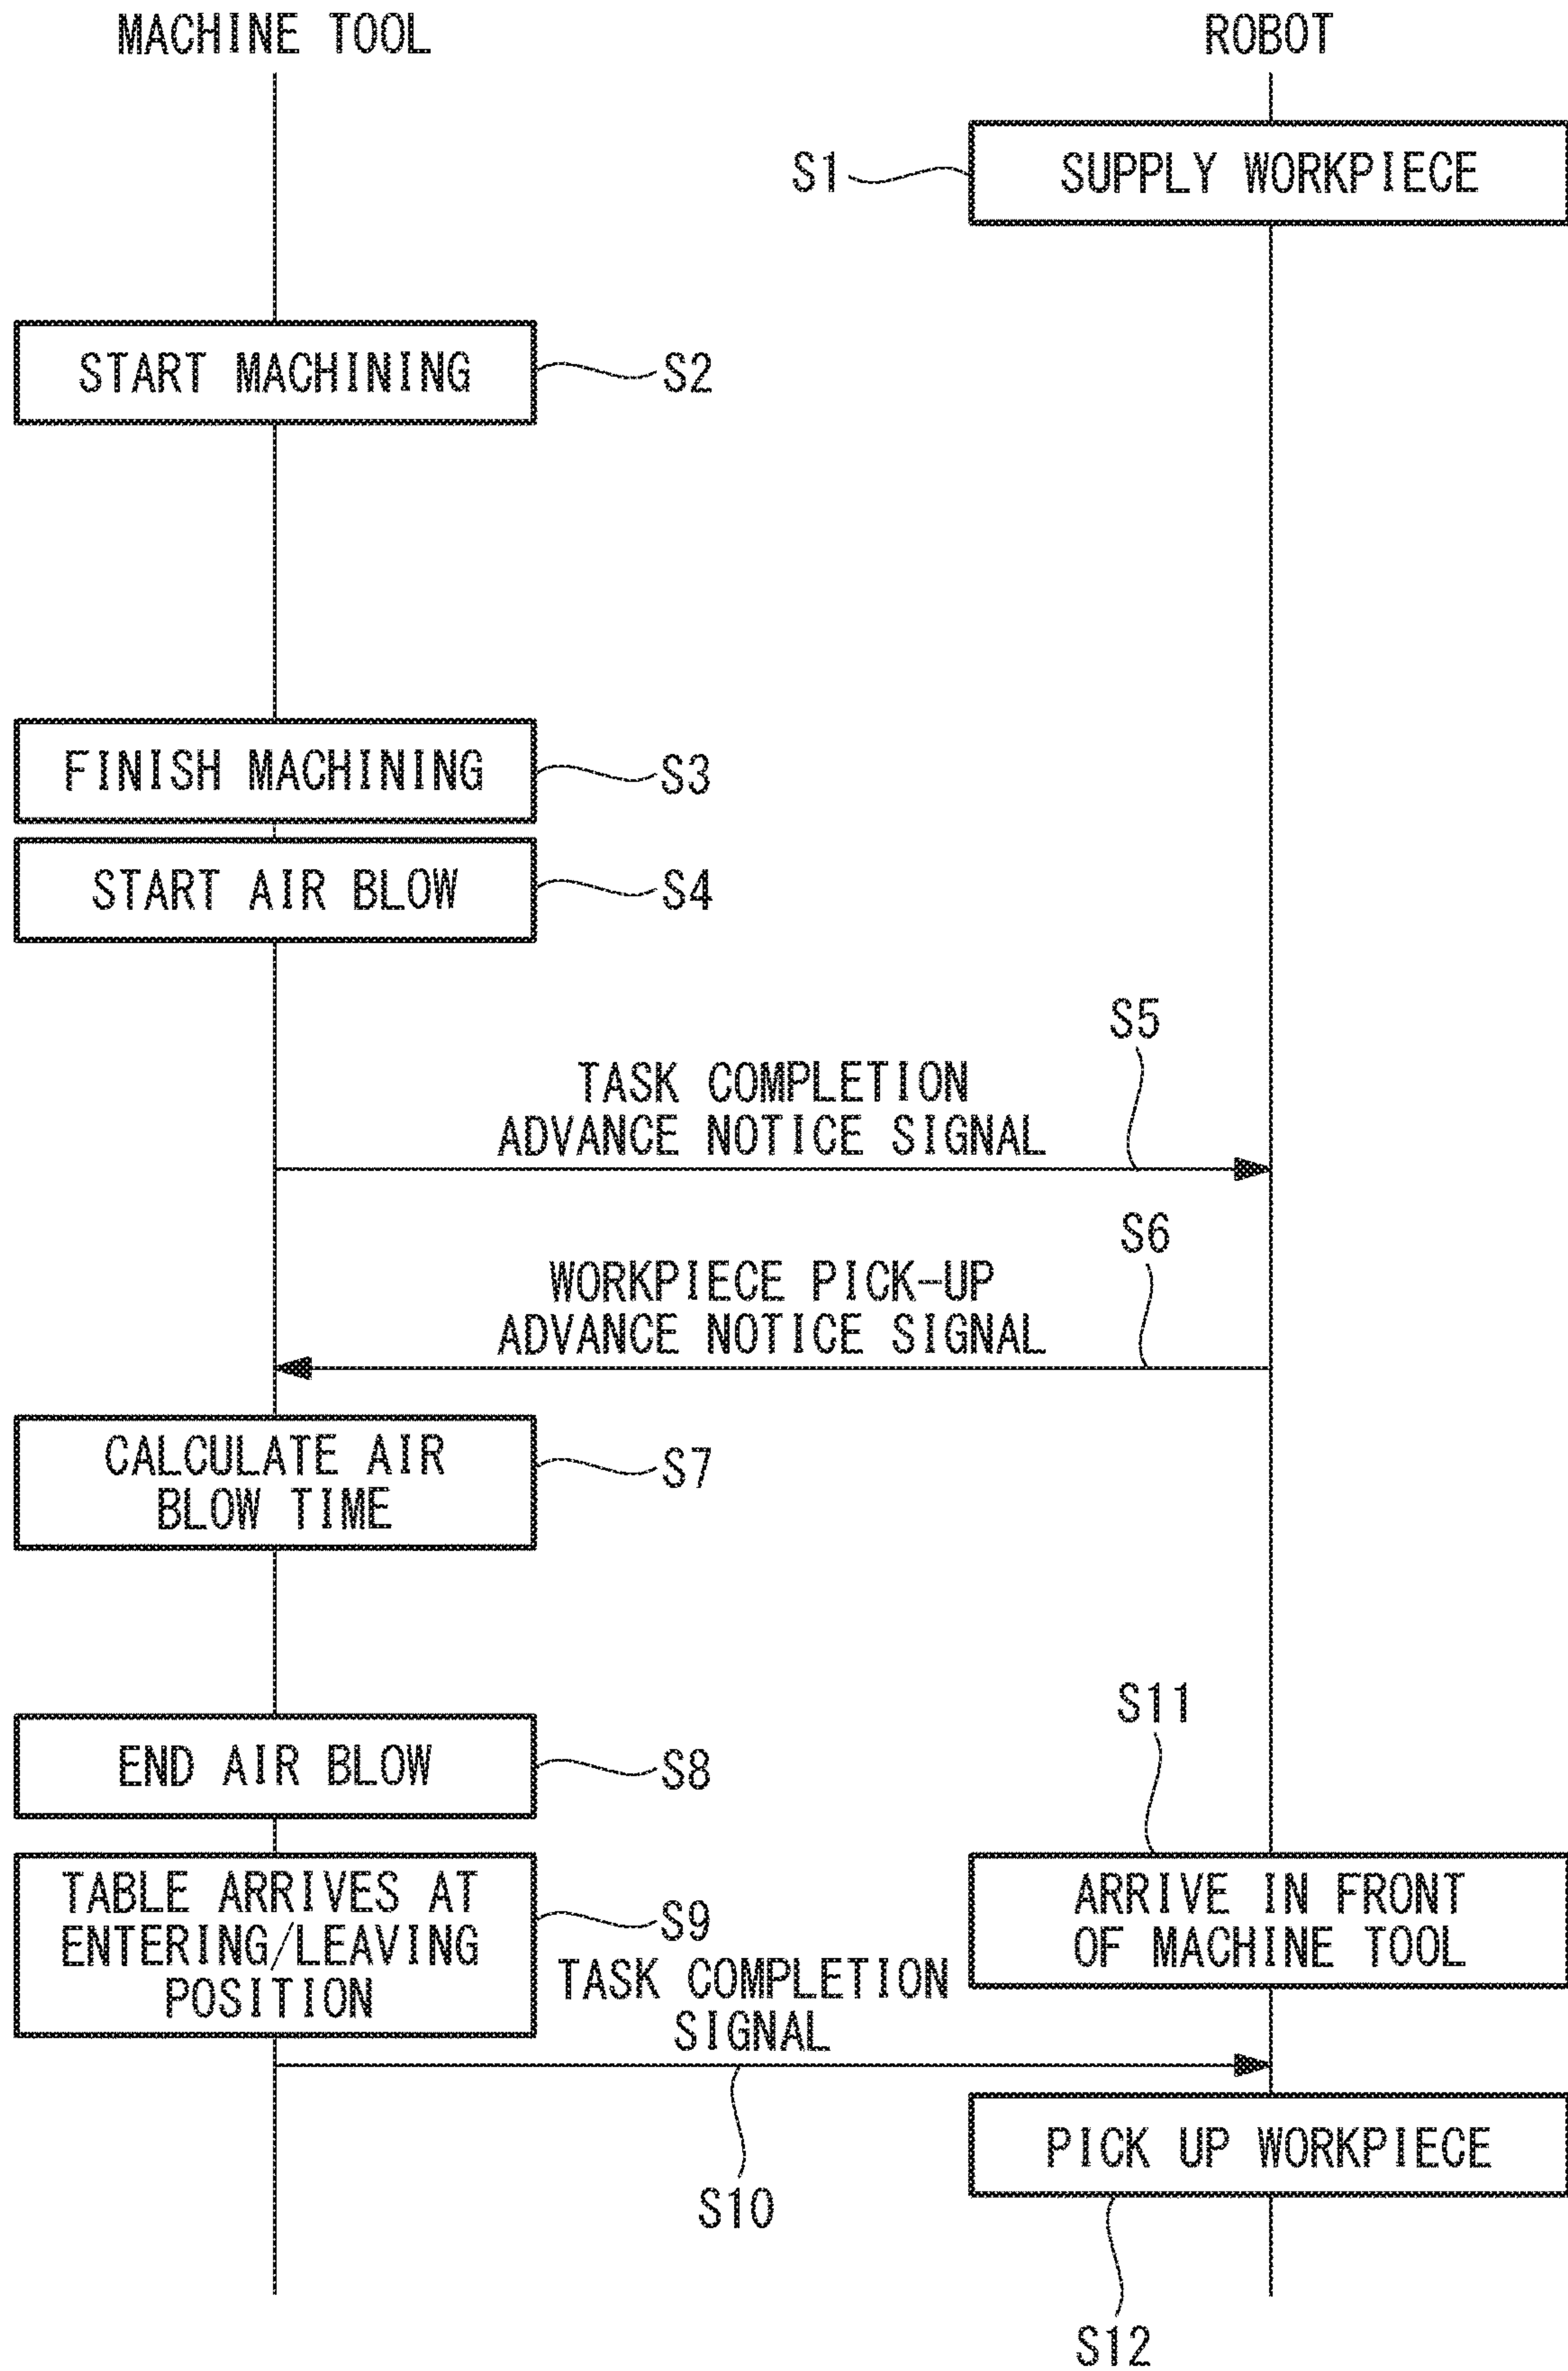 MACHINE TOOL
ROBOT
S1
SUPPLY WORKPIECE
START MACHINING
S2
FINISH MACHINING
S3
START AIR BLOW
S4
S5
TASK COMPLETION
ADVANCE NOTICE SIGNAL
S6
WORKPIECE PICK-UP
ADVANCE NOTICE SIGNAL
CALCULATE AIR
BLOW TIME
S7
S11
END AIR BLOW
S8
TABLE ARRIVES AT
ENTERING/LEAVING
POSITION
S9
ARRIVE IN FRONT
OF MACHINE TOOL
TASK COMPLETION
SIGNAL
S10
PICK UP WORKPIECE
S12